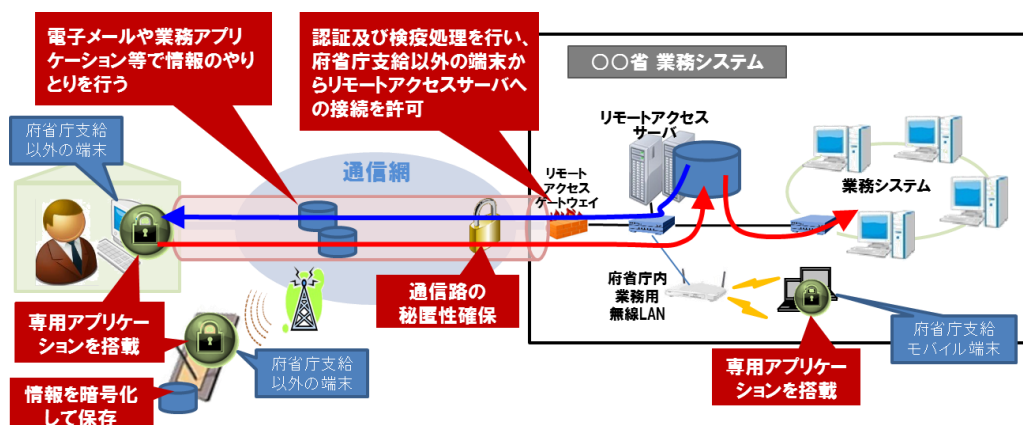 電子メールや業務アプリ
ケーション等で情報のやり
とりを行う
認証及び検疫処理を行い、
府省庁支給以外の端末か
らリモートアクセスサーバへ
の接続を許可
〇〇省 業務システム
府省庁支給
以外の端末
通信網
リモート
アクセス
ゲートウェイ
リモートアクセス
サーバ
業務システム
専用アプリケー
ションを搭載
通信路の
秘匿性確保
府省庁内
業務用
無線LAN
府省庁支給
以外の端末
情報を暗号化
して保存
専用アプリケー
ションを搭載
府省庁支給
モバイル端末